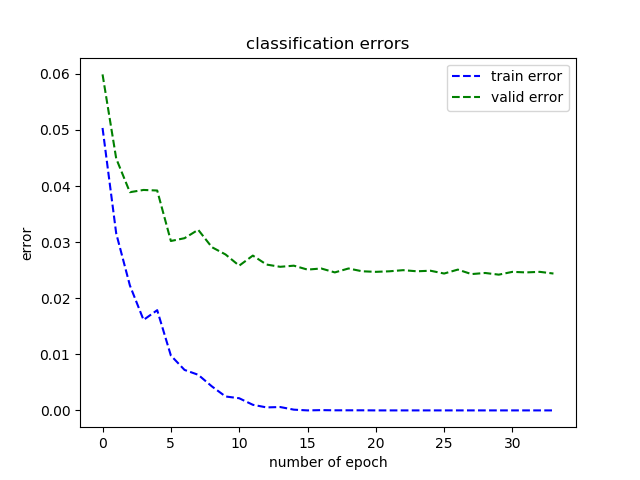 classification errors
train error
valid error
error
0.06
0.05
0.04
0.03
0.02
0.01
0.00
0 5 10 15 20 25 30
number of epoch